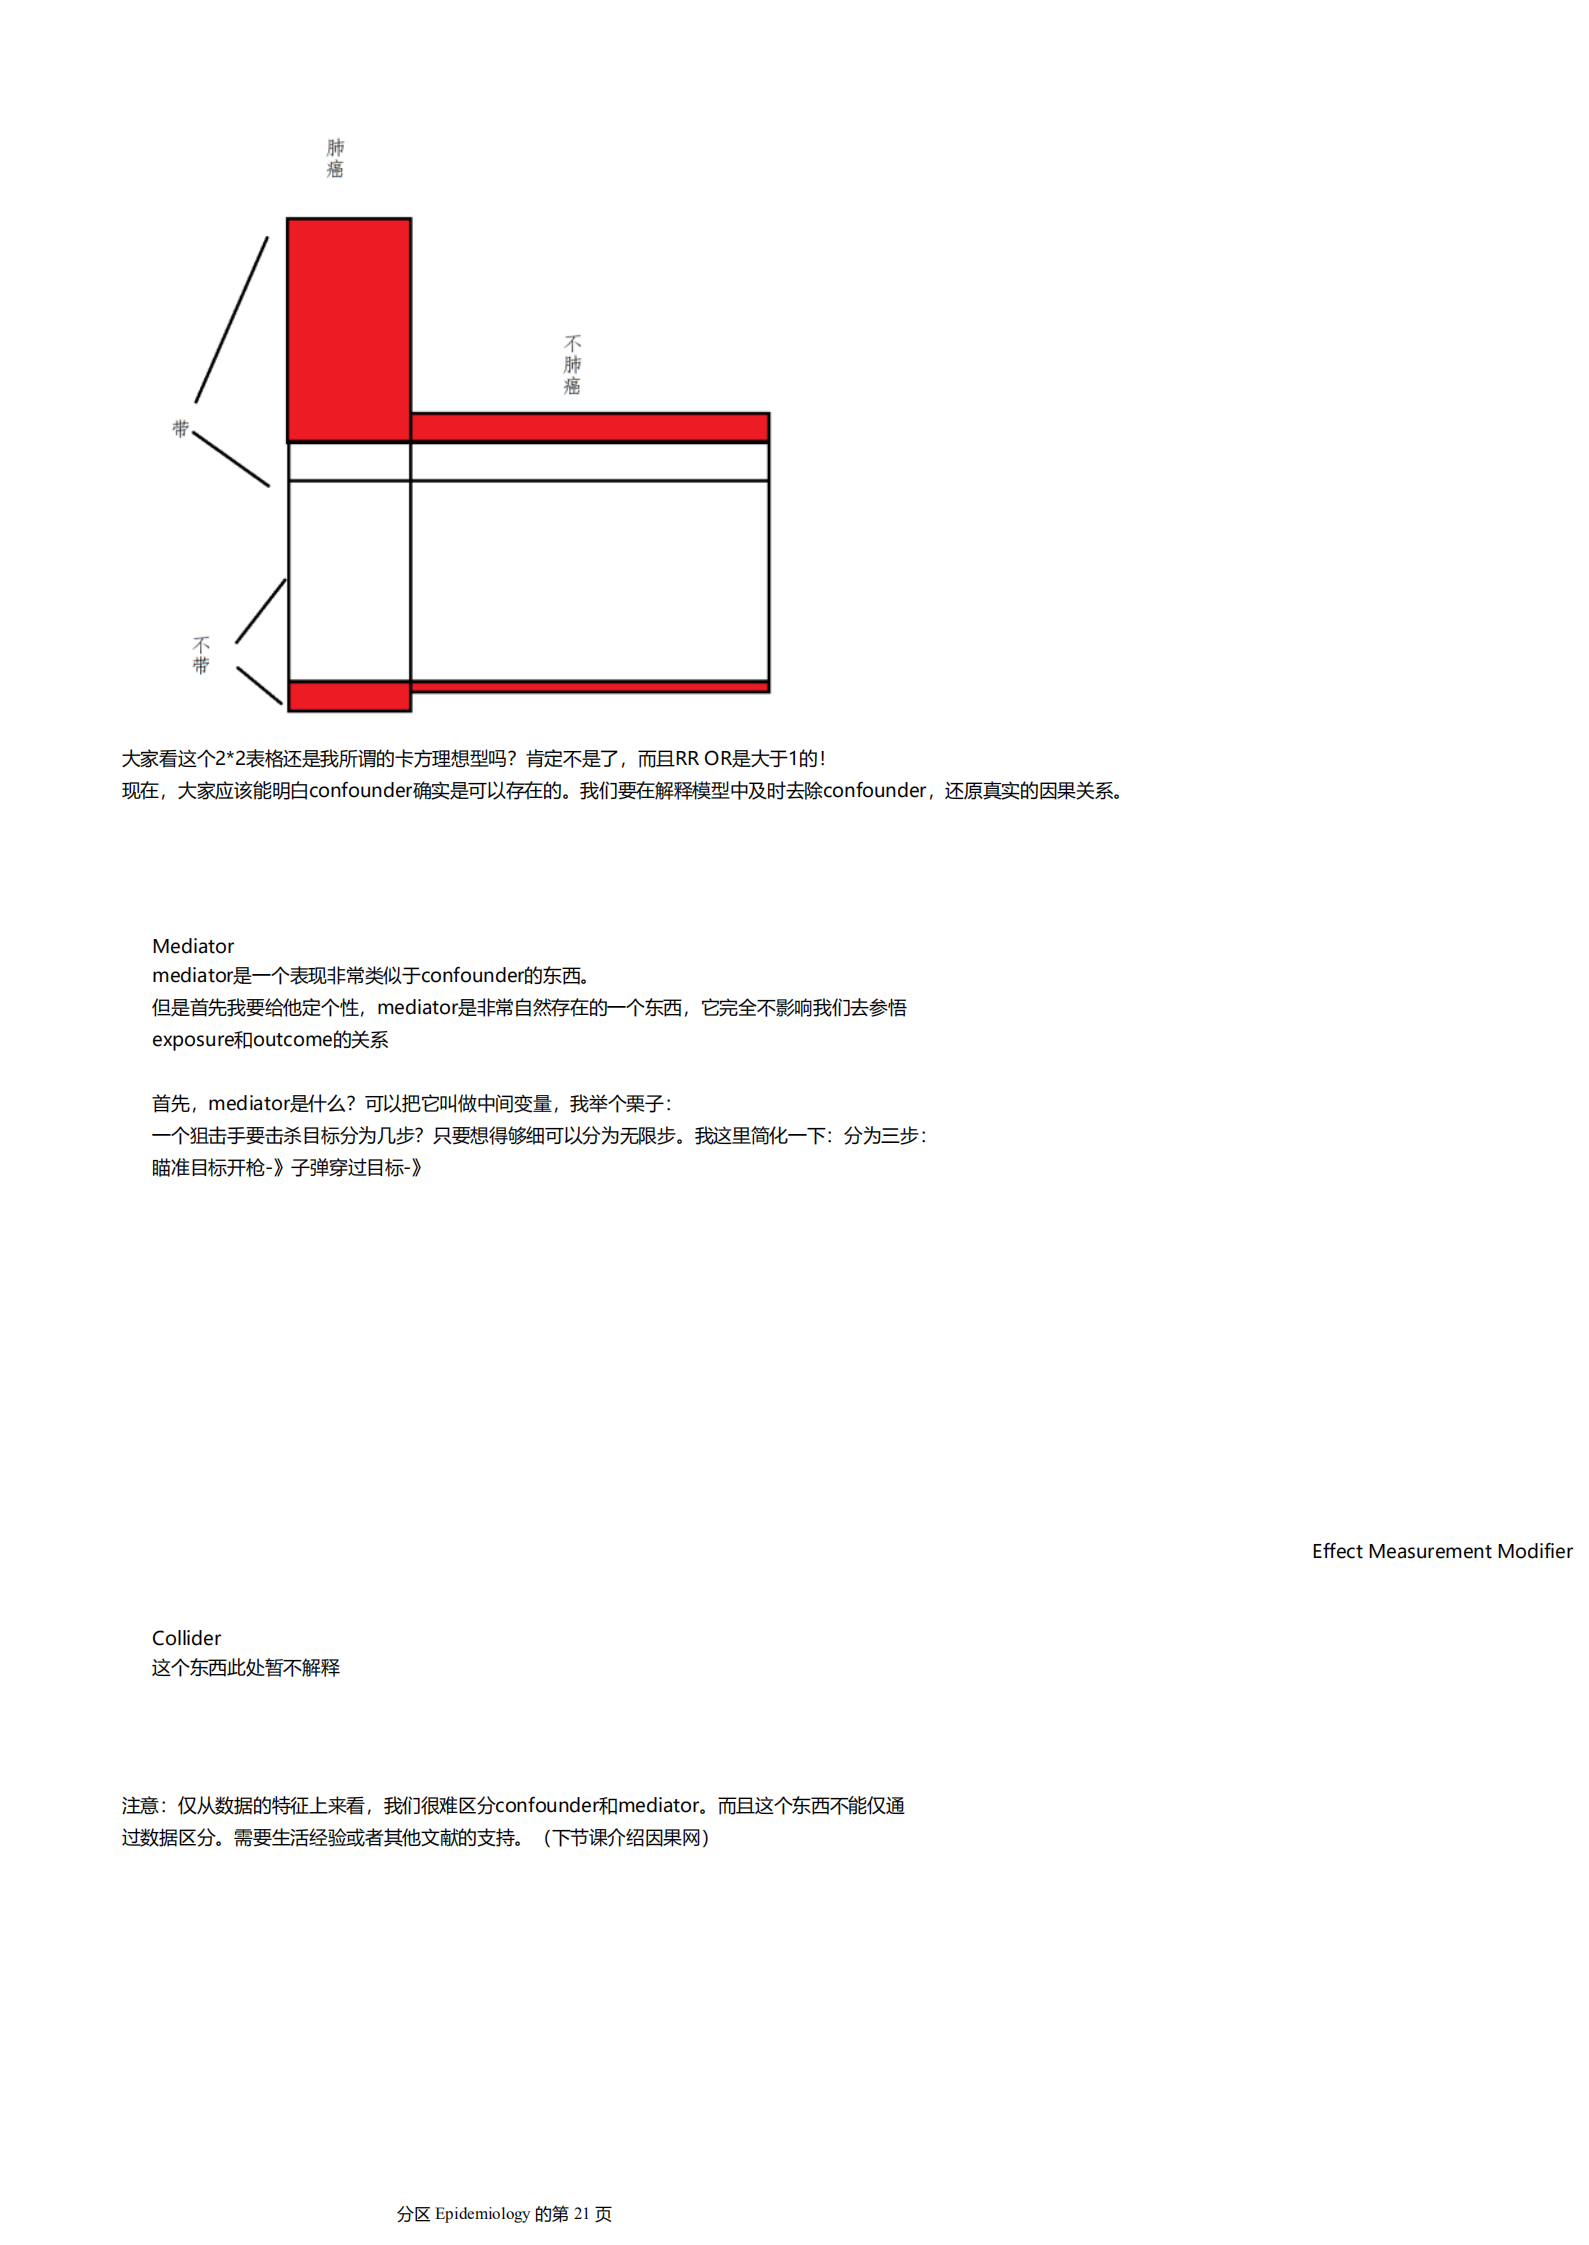 肺癌
不肺癌
带
不带
大家看这个2*2表格还是我所谓的卡方理想型吗？肯定不是了，而且RR OR是大于1的！
现在，大家应该能明白confounder确实是可以存在的。我们要在解释模型中及时去除confounder，还原真实的因果关系。
Mediator
mediator是一个表现非常类似于confounder的东西。
但是首先我要给他定个性，mediator是非常自然存在的一个东西，它完全不影响我们去参悟
exposure和outcome的关系
首先，mediator是什么？可以把它叫做中间变量，我举个栗子：
一个狙击手要击杀目标分为几步？只要想得够细可以分为无限步。我这里简化一下：分为三步：
瞄准目标开枪-》子弹穿过目标-》
Effect Measurement Modifier
Collider
这个东西此处暂不解释
注意：仅从数据的特征上来看，我们很难区分confounder和mediator。而且这个东西不能仅通
过数据区分。需要生活经验或者其他文献的支持。（下节课介绍因果网）
分区 Epidemiology 的第 21 页